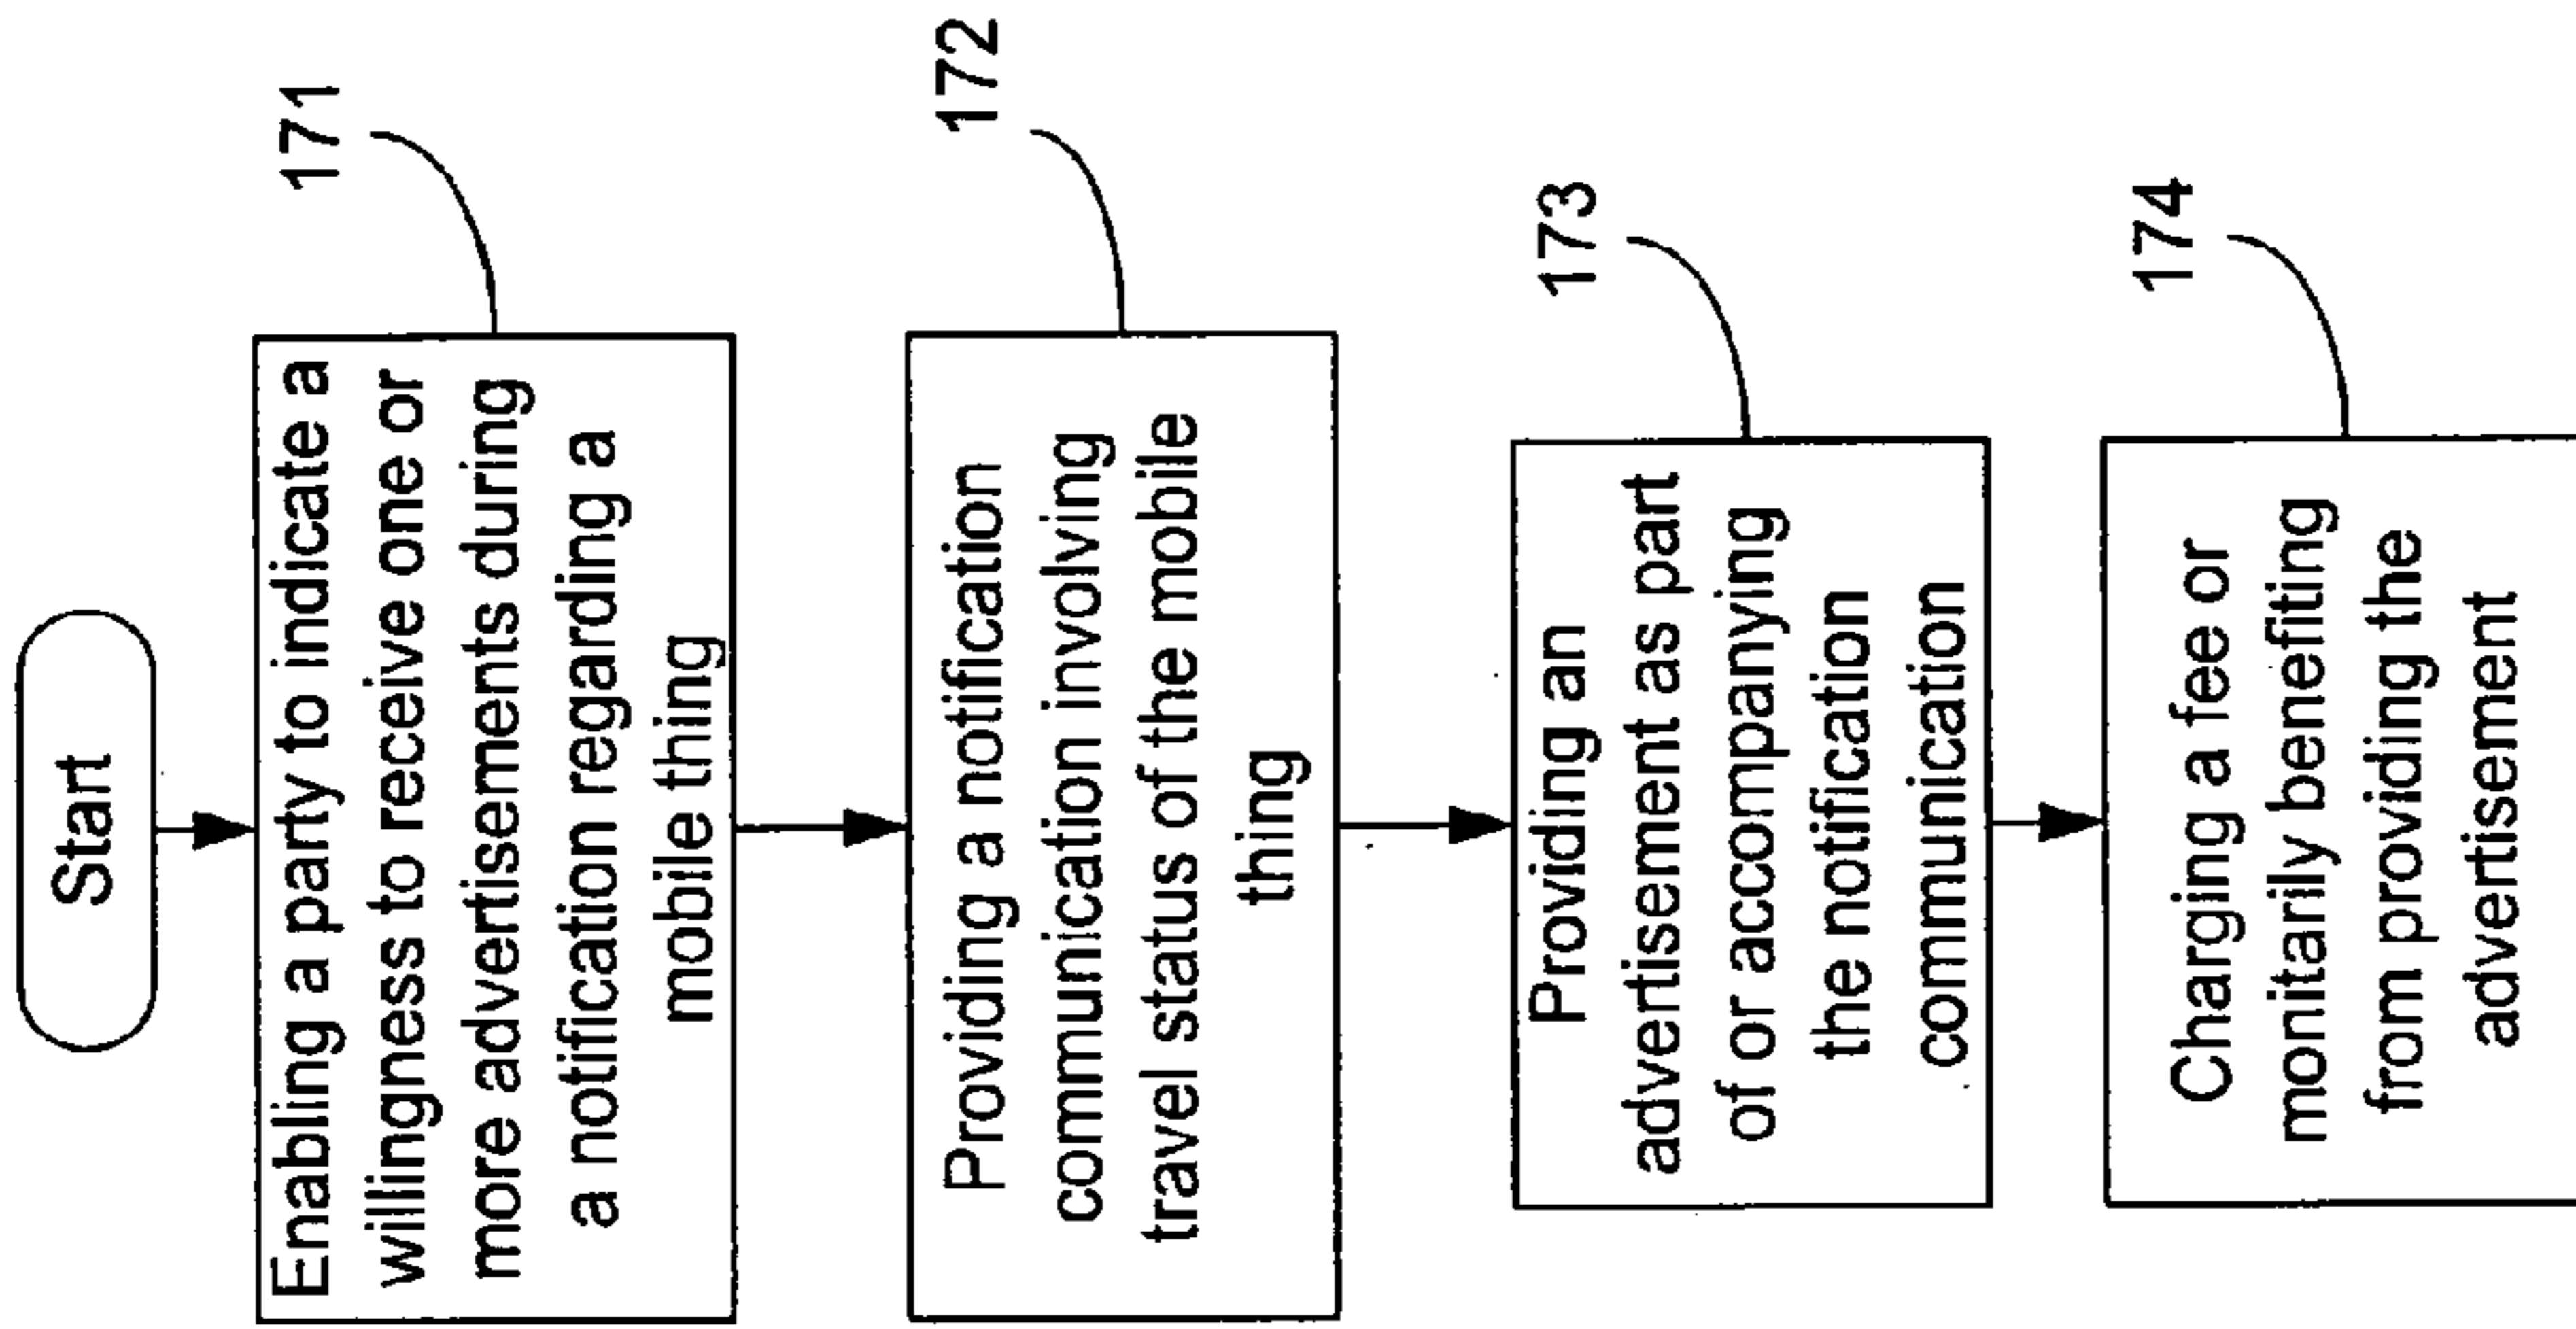 Start
Enabling a party to indicate a
willingness to receive one or
more advertisements during
a notification regarding a
mobile thing
171
Providing a notification
communication involving
travel status of the mobile
thing
172
Providing an
advertisement as part
of or accompanying
the notification
communication
173
Charging a fee or
monitarily benefiting
from providing the
advertisement
174